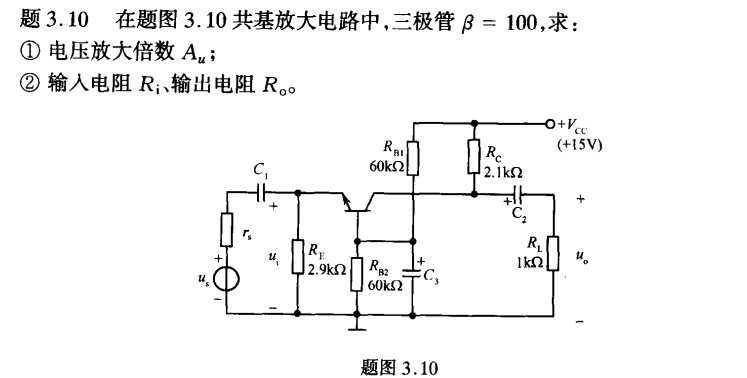 题 3.10 在题图 3.10 共基放大电路中,三极管 β = 100,求:
① 电压放大倍数 Aᵤ;
② 输入电阻 Rᵢ、输出电阻 Rₒ。
+VCC
(+15V)
RB1
60kΩ
RC
2.1kΩ
C1
+
+
C2
+
rs
+
us
−
ui
−
RE
2.9kΩ
RB2
60kΩ
+
C3
RL
1kΩ
uo
−
题图 3.10